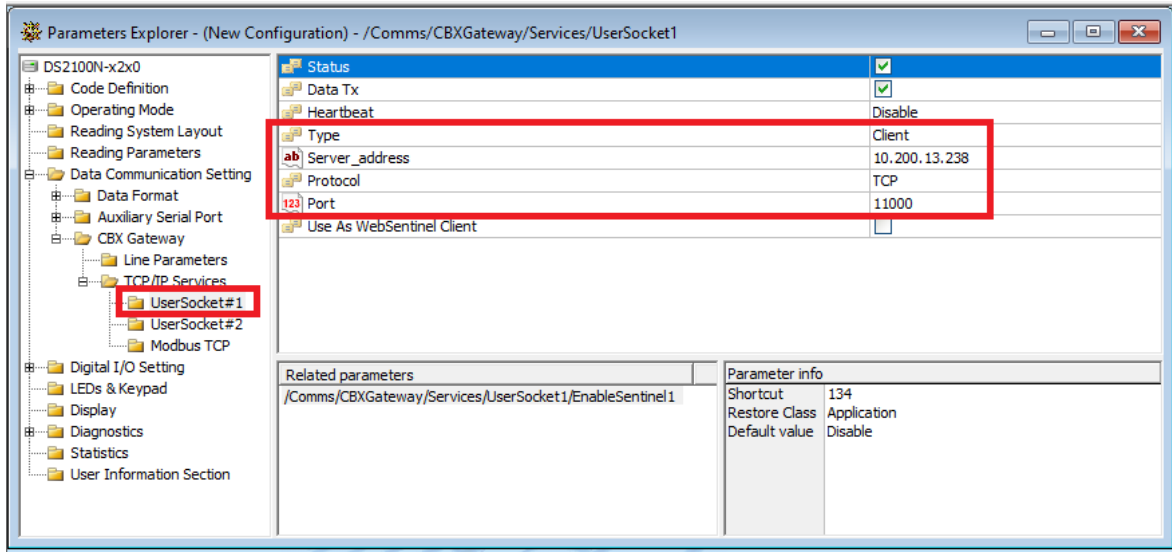 Parameters Explorer - (New Configuration) - /Comms/CBXGateway/Services/UserSocket1
DS2100N-x2x0
Code Definition
Operating Mode
Reading System Layout
Reading Parameters
Data Communication Setting
Data Format
Auxiliary Serial Port
CBX Gateway
Line Parameters
TCP/IP Services
UserSocket#1
UserSocket#2
Modbus TCP
Digital I/O Setting
LEDs & Keypad
Display
Diagnostics
Statistics
User Information Section
Status
Data Tx
Heartbeat Disable
Type Client
ab Server_address 10.200.13.238
Protocol TCP
123 Port 11000
Use As WebSentinel Client
Related parameters
/Comms/CBXGateway/Services/UserSocket1/EnableSentinel1
Parameter info
Shortcut 134
Restore Class Application
Default value Disable